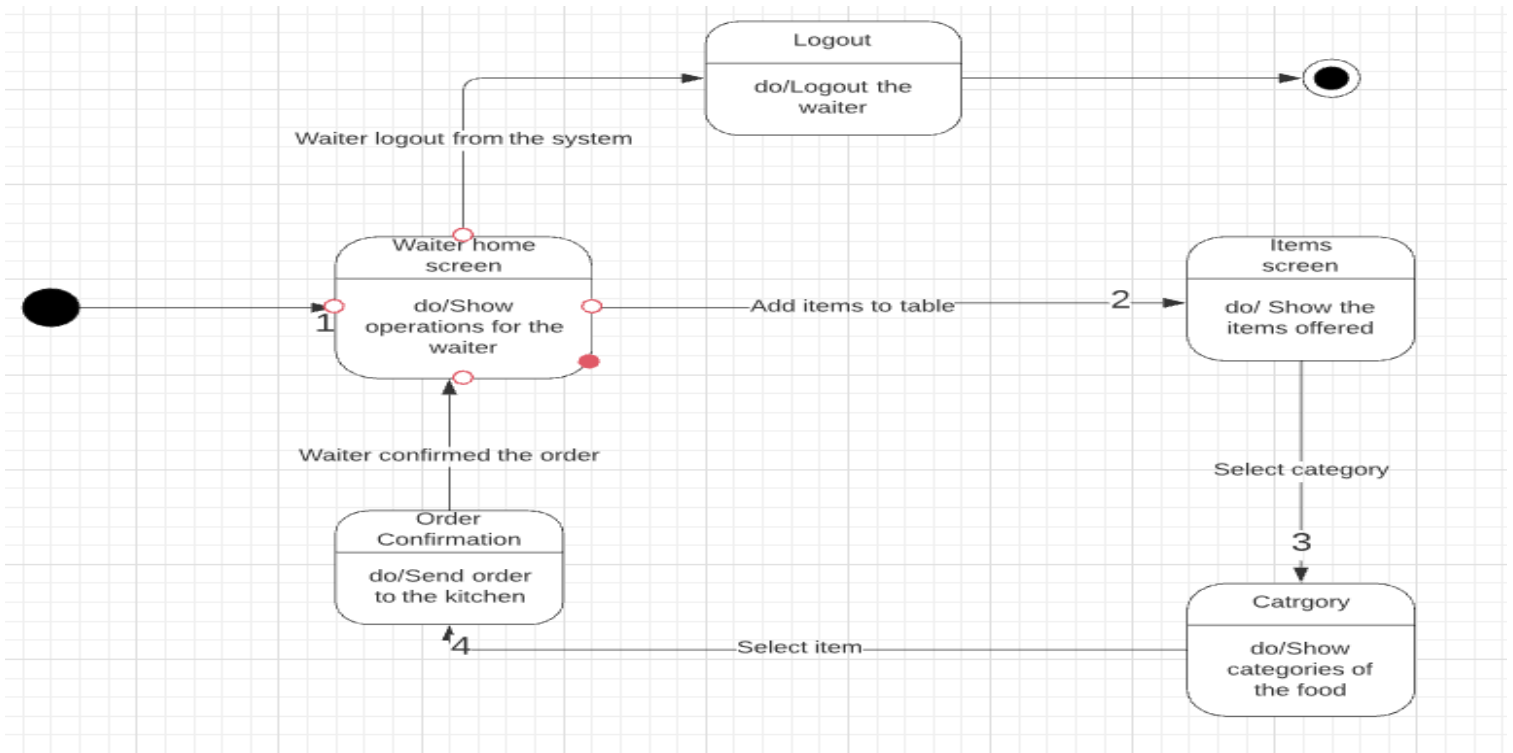 Logout
do/Logout the
waiter
Waiter logout from the system
Waiter home
screen
do/Show
operations for the
waiter
1
Add items to table
2
Items
screen
do/ Show the
items offered
Waiter confirmed the order
Select category
3
Order
Confirmation
do/Send order
to the kitchen
4
Select item
Catrgory
do/Show
categories of
the food